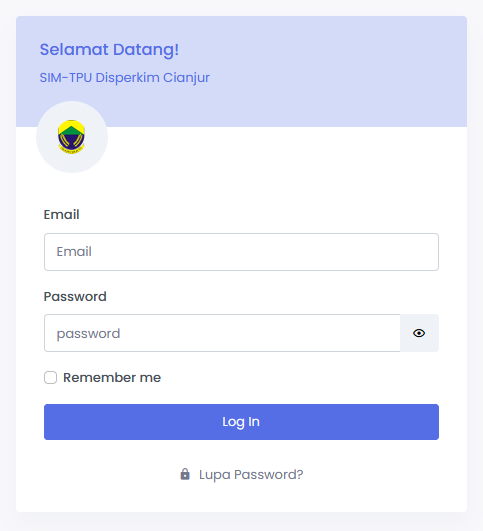 Selamat Datang!
SIM-TPU Disperkim Cianjur
Email
Email
Password
password
Remember me
Log In
Lupa Password?